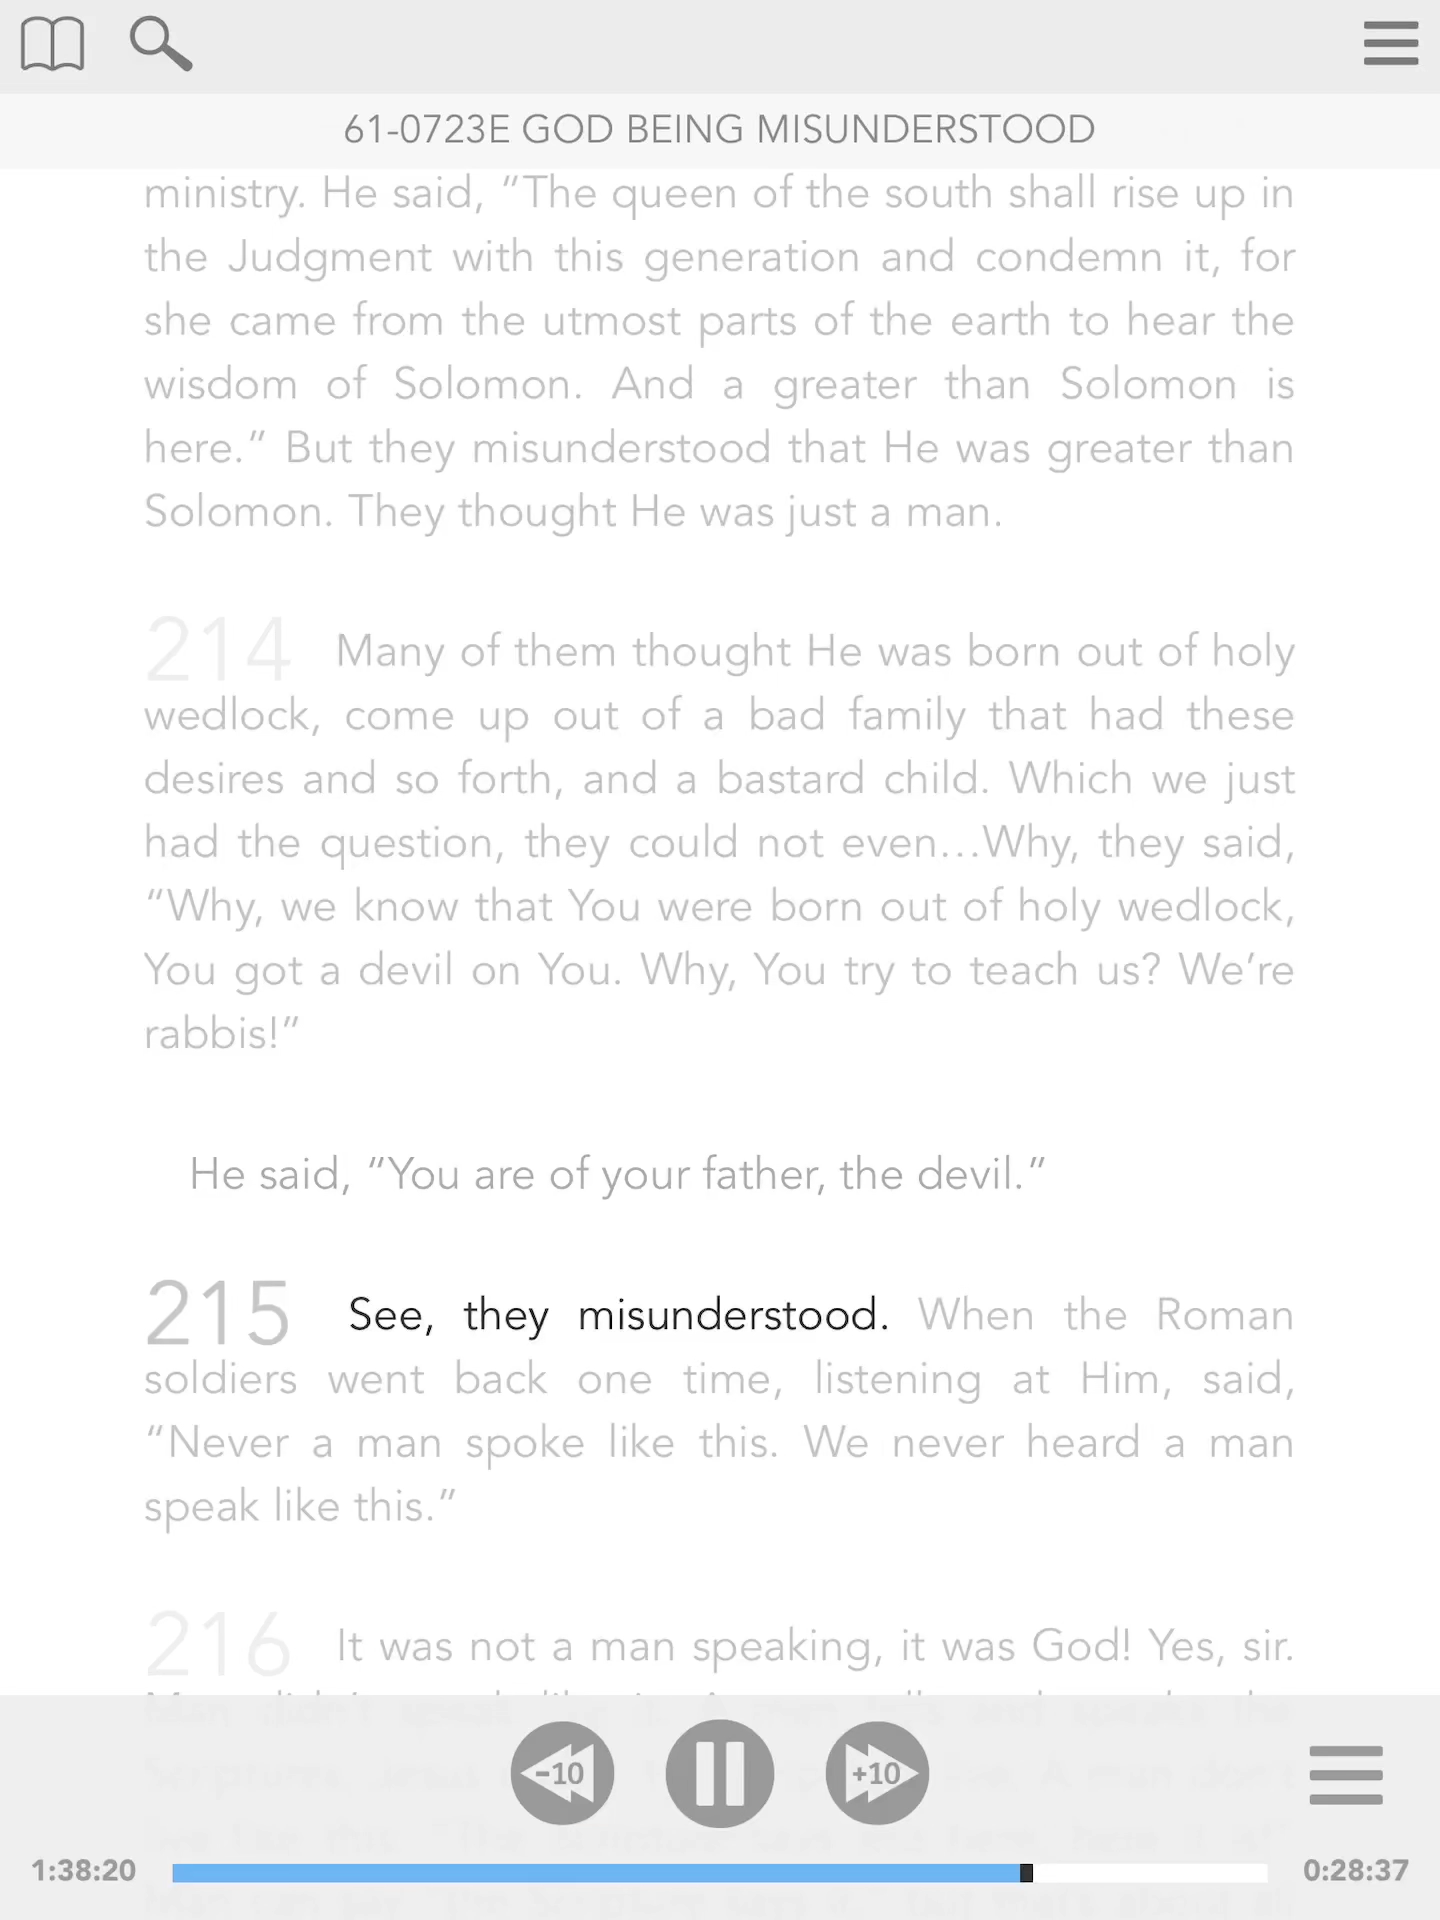 61-0723E GOD BEING MISUNDERSTOOD
ministry. He said, “The queen of the south shall rise up in
the Judgment with this generation and condemn it, for
she came from the utmost parts of the earth to hear the
wisdom of Solomon. And a greater than Solomon is
here.” But they misunderstood that He was greater than
Solomon. They thought He was just a man.
214 Many of them thought He was born out of holy
wedlock, come up out of a bad family that had these
desires and so forth, and a bastard child. Which we just
had the question, they could not even…Why, they said,
“Why, we know that You were born out of holy wedlock,
You got a devil on You. Why, You try to teach us? We’re
rabbis!”
He said, “You are of your father, the devil.”
215 See, they misunderstood. When the Roman
soldiers went back one time, listening at Him, said,
“Never a man spoke like this. We never heard a man
speak like this.”
216 It was not a man speaking, it was God! Yes, sir.
-10 +10
1:38:20 0:28:37